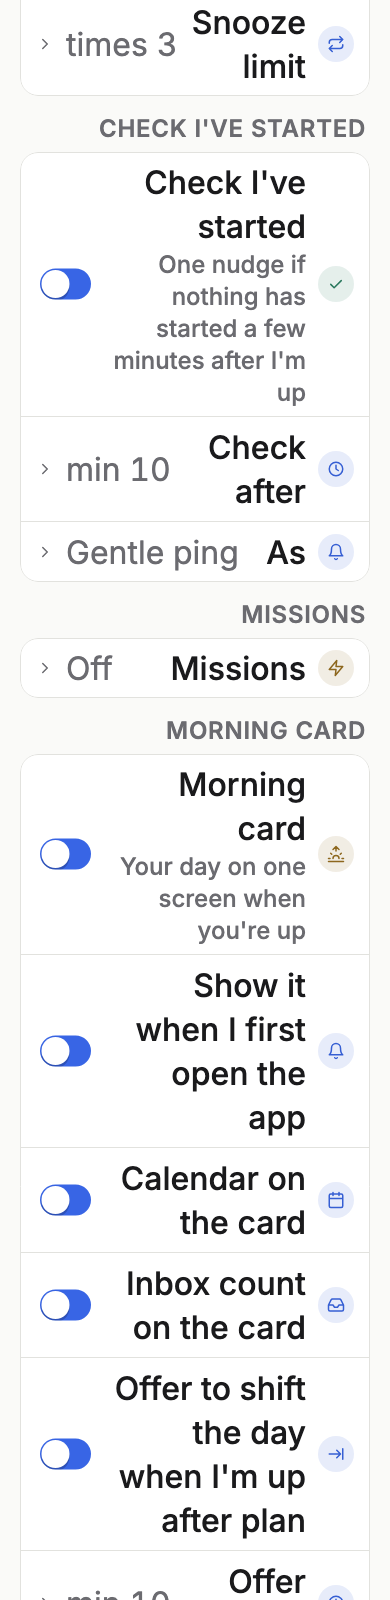 Snooze
limit
times 3
CHECK I'VE STARTED
Check I've
started
One nudge if
nothing has
started a few
minutes after I'm
up
Check
after
min 10
As
Gentle ping
MISSIONS
Missions
Off
MORNING CARD
Morning
card
Your day on one
screen when
you're up
Show it
when I first
open the
app
Calendar on
the card
Inbox count
on the card
Offer to shift
the day
when I'm up
after plan
Offer
min 10